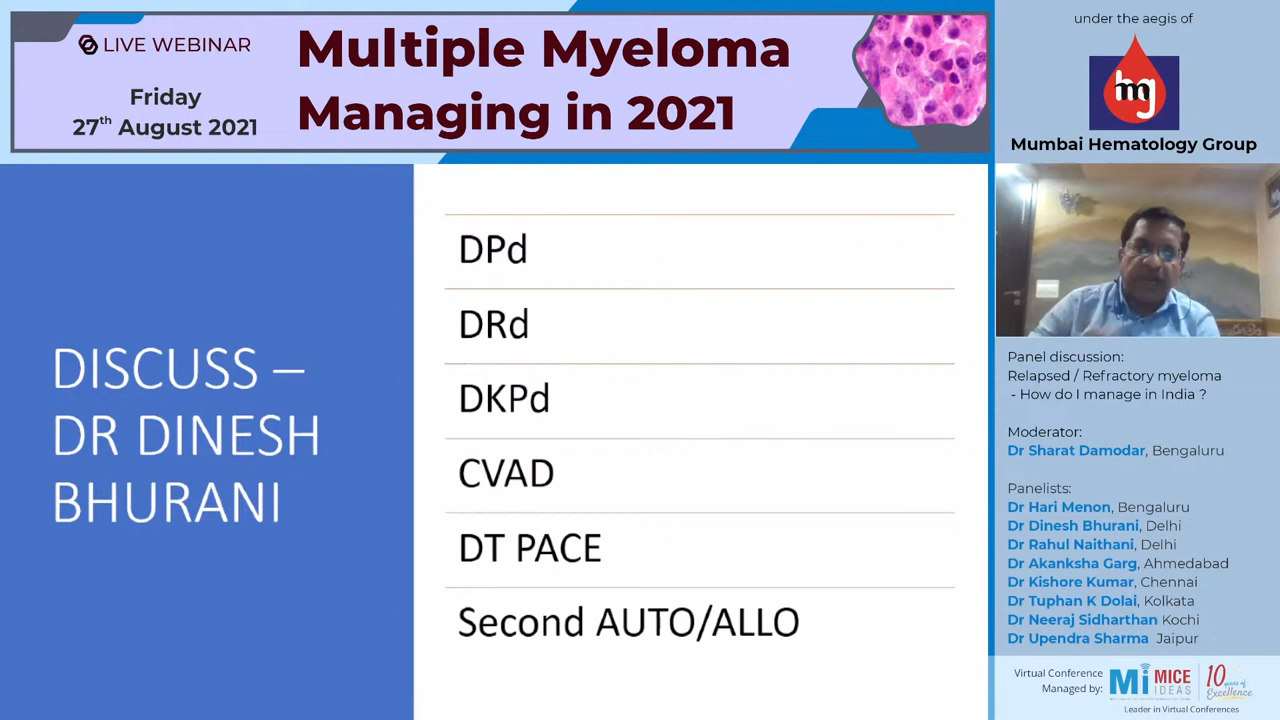 LIVE WEBINAR
Friday
27th August 2021
Multiple Myeloma
Managing in 2021
under the aegis of
hmg
Mumbai Hematology Group
DISCUSS –
DR DINESH
BHURANI
DPd
DRd
DKPd
CVAD
DT PACE
Second AUTO/ALLO
Panel discussion:
Relapsed / Refractory myeloma
- How do I manage in India ?
Moderator:
Dr Sharat Damodar, Bengaluru
Panelists:
Dr Hari Menon, Bengaluru
Dr Dinesh Bhurani, Delhi
Dr Rahul Naithani, Delhi
Dr Akanksha Garg, Ahmedabad
Dr Kishore Kumar, Chennai
Dr Tuphan K Dolai, Kolkata
Dr Neeraj Sidharthan Kochi
Dr Upendra Sharma Jaipur
Virtual Conference
Managed by:
Mi MICE
IDEAS
10 years of
Excellence
Leader in Virtual Conferences